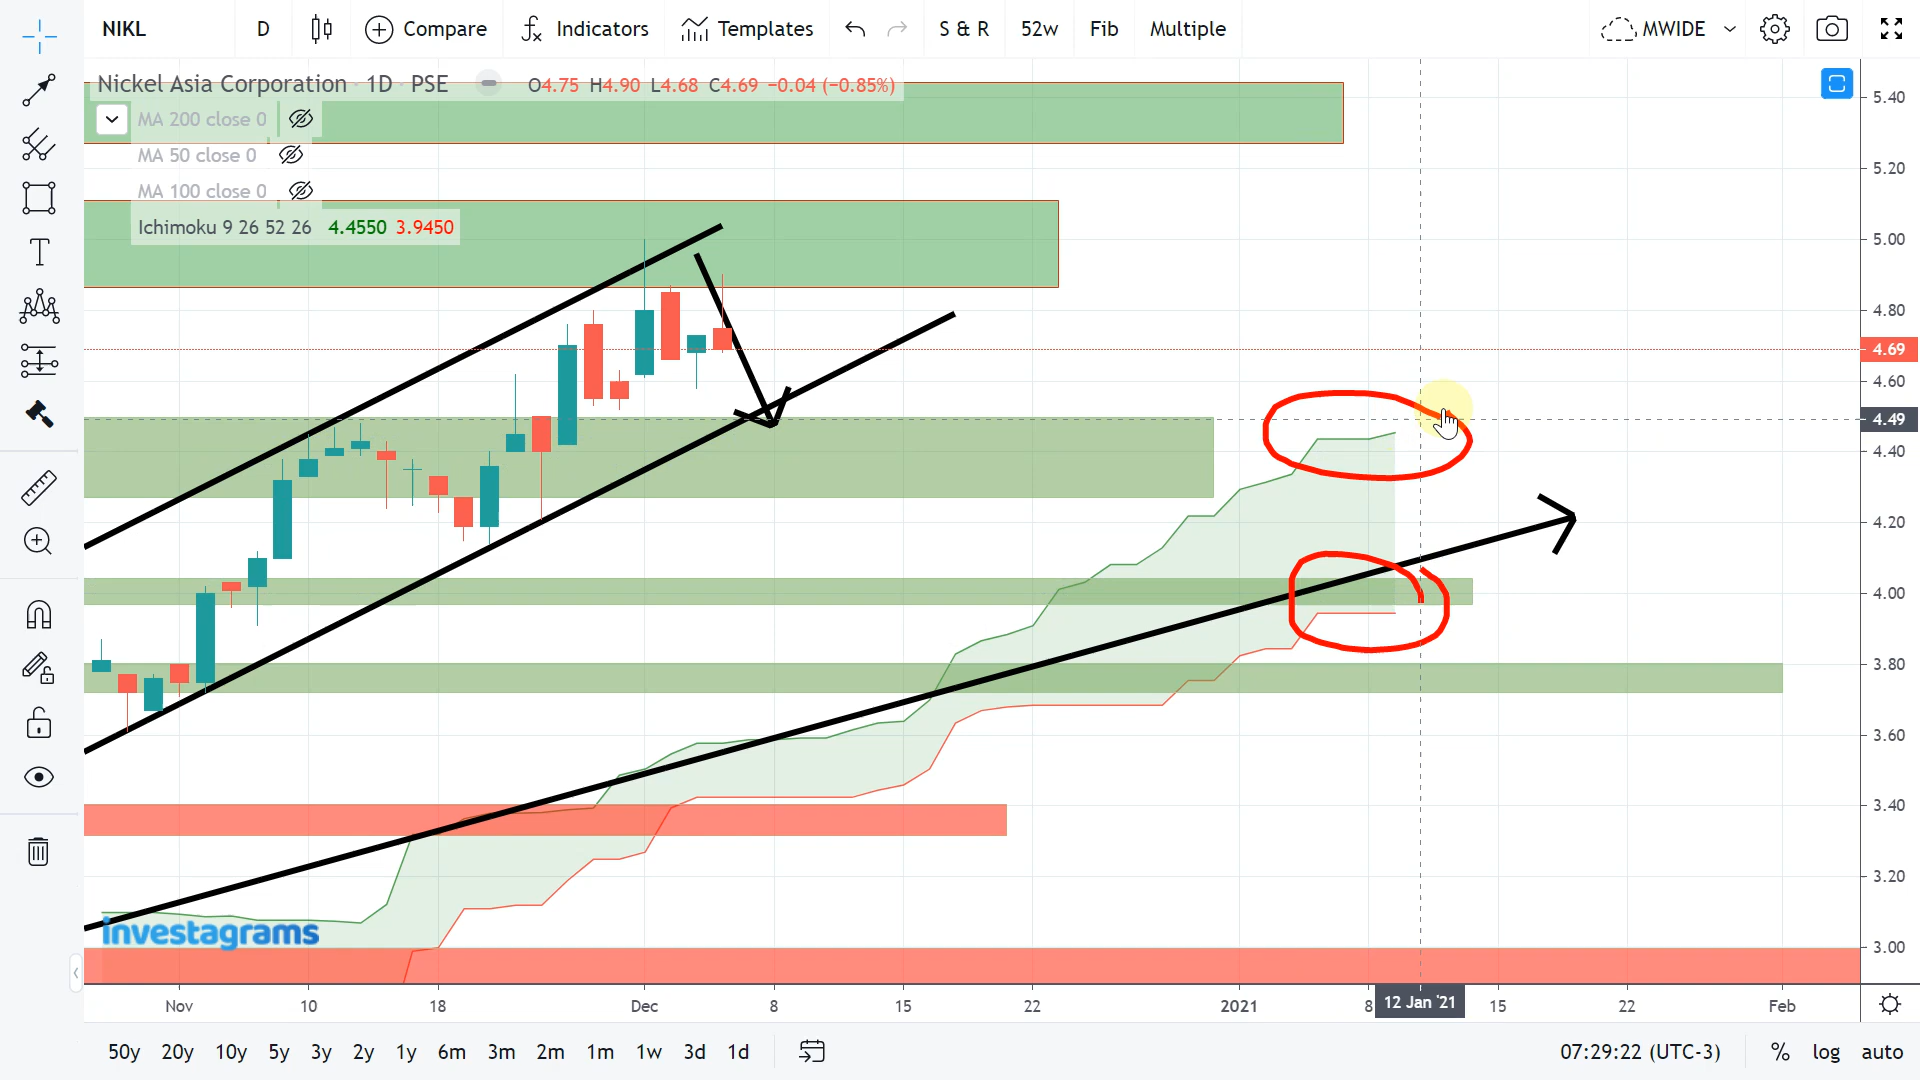 NIKL D Compare Indicators Templates S & R 52w Fib Multiple MWIDE
Nickel Asia Corporation · 1D · PSE O4.75 H4.90 L4.68 C4.69 −0.04 (−0.85%)
MA 200 close 0
MA 50 close 0
MA 100 close 0
Ichimoku 9 26 52 26 4.4550 3.9450
5.40
5.20
5.00
4.80
4.69
4.60
4.49
4.40
4.20
4.00
3.80
3.60
3.40
3.20
3.00
investagrams
Nov 10 18 Dec 8 15 22 2021 8 12 Jan '21 15 22 Feb
50y 20y 10y 5y 3y 2y 1y 6m 3m 2m 1m 1w 3d 1d 07:29:22 (UTC-3) % log auto